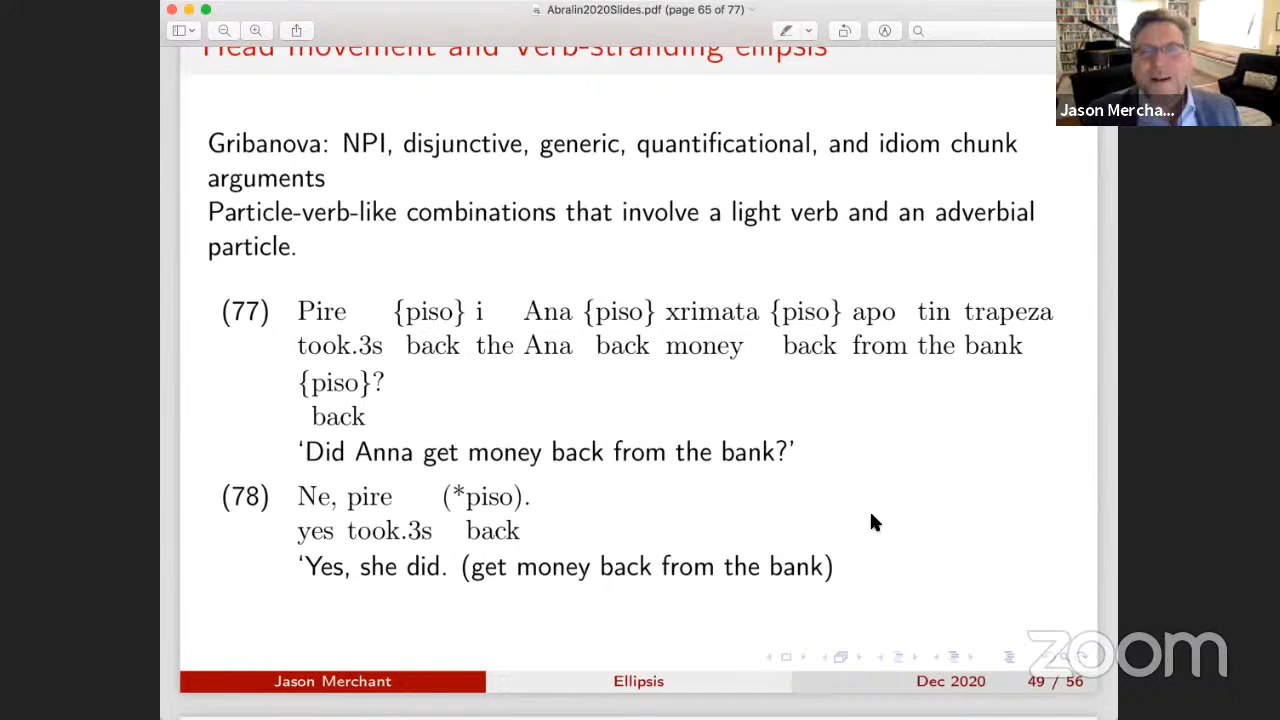 Abralin2020Slides.pdf (page 65 of 77)
Head movement and Verb-stranding ellipsis
Jason Mercha...
Gribanova: NPI, disjunctive, generic, quantificational, and idiom chunk
arguments
Particle-verb-like combinations that involve a light verb and an adverbial
particle.
(77) Pire {piso} i Ana {piso} xrimata {piso} apo tin trapeza
took.3s back the Ana back money back from the bank
{piso}?
back
‘Did Anna get money back from the bank?’
(78) Ne, pire (*piso).
yes took.3s back
‘Yes, she did. (get money back from the bank)
zoom
Jason Merchant Ellipsis Dec 2020 49 / 56